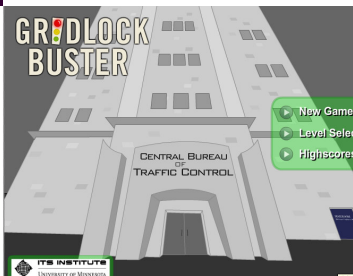 GRIDLOCK
BUSTER
New Game
Level Selec
Highscores
CENTRAL BUREAU
OF
TRAFFIC CONTROL
ITS INSTITUTE
UNIVERSITY OF MINNESOTA